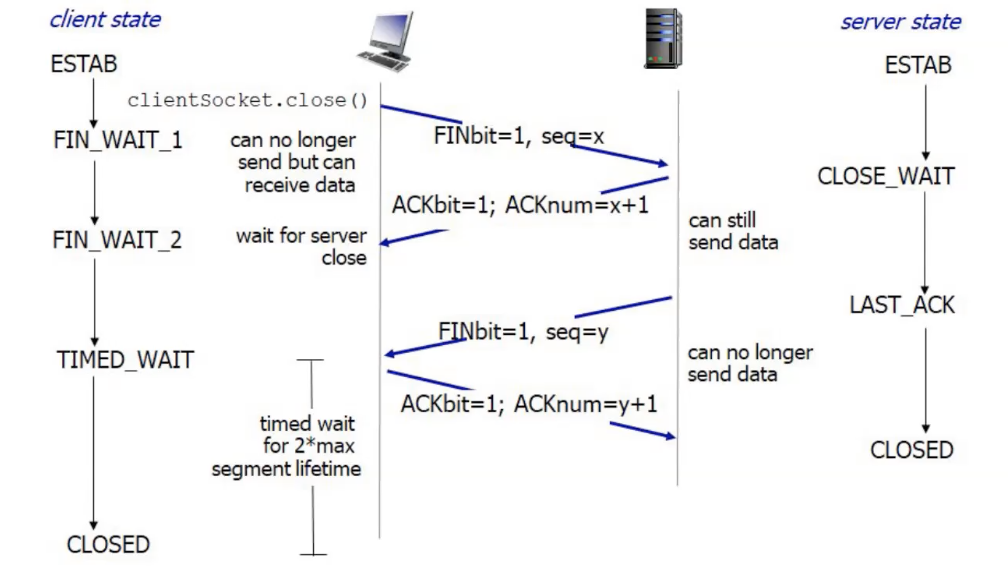 client state
server state
ESTAB
ESTAB
clientSocket.close()
FIN_WAIT_1
can no longer
send but can
receive data
FINbit=1, seq=x
CLOSE_WAIT
ACKbit=1; ACKnum=x+1
can still
send data
FIN_WAIT_2
wait for server
close
LAST_ACK
FINbit=1, seq=y
can no longer
send data
TIMED_WAIT
ACKbit=1; ACKnum=y+1
timed wait
for 2*max
segment lifetime
CLOSED
CLOSED